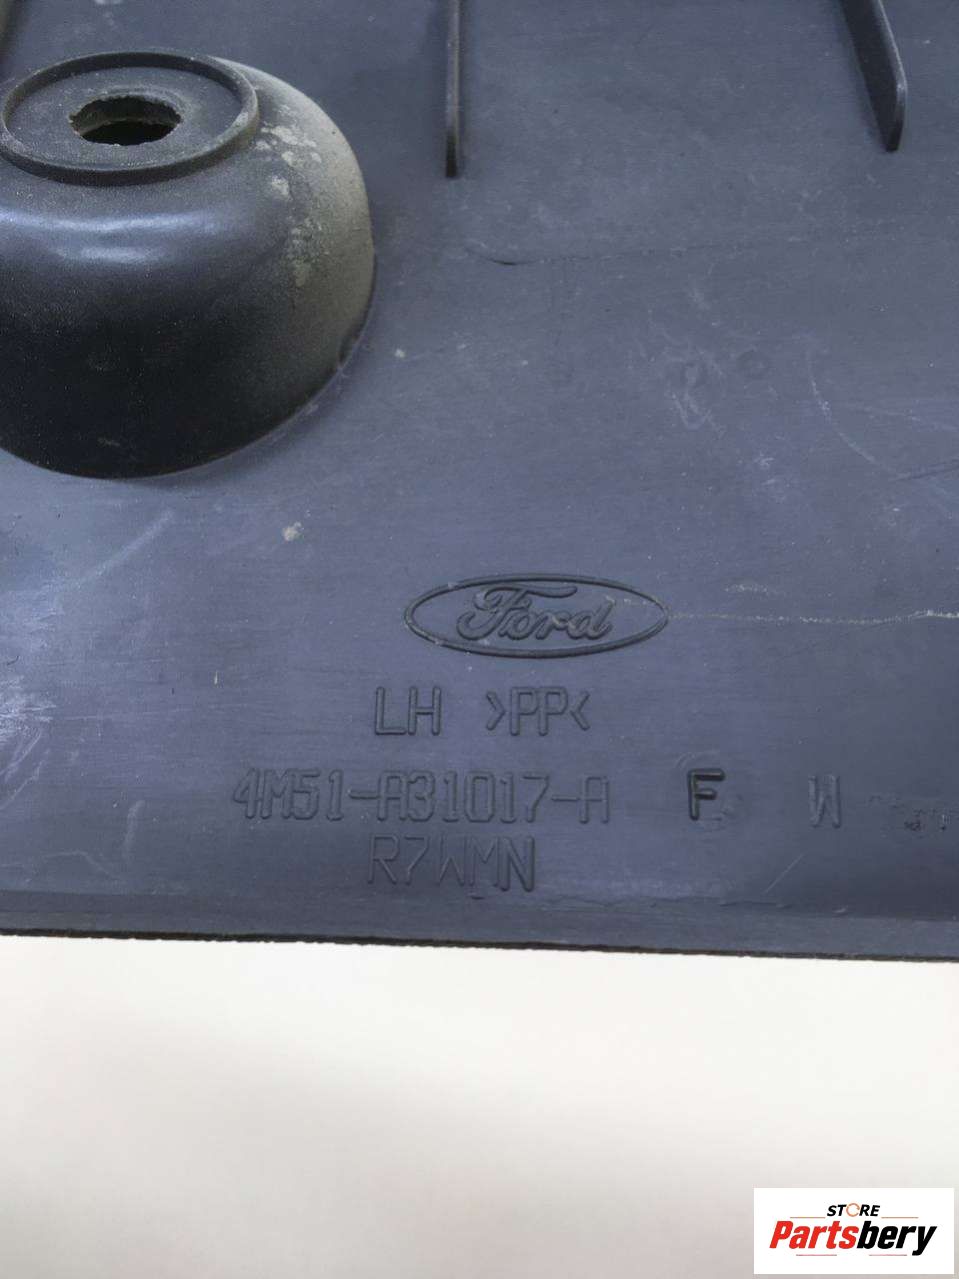 Ford
LH >PP<
4M51-A31017-A F W
R7WMN
STORE
Partsbery